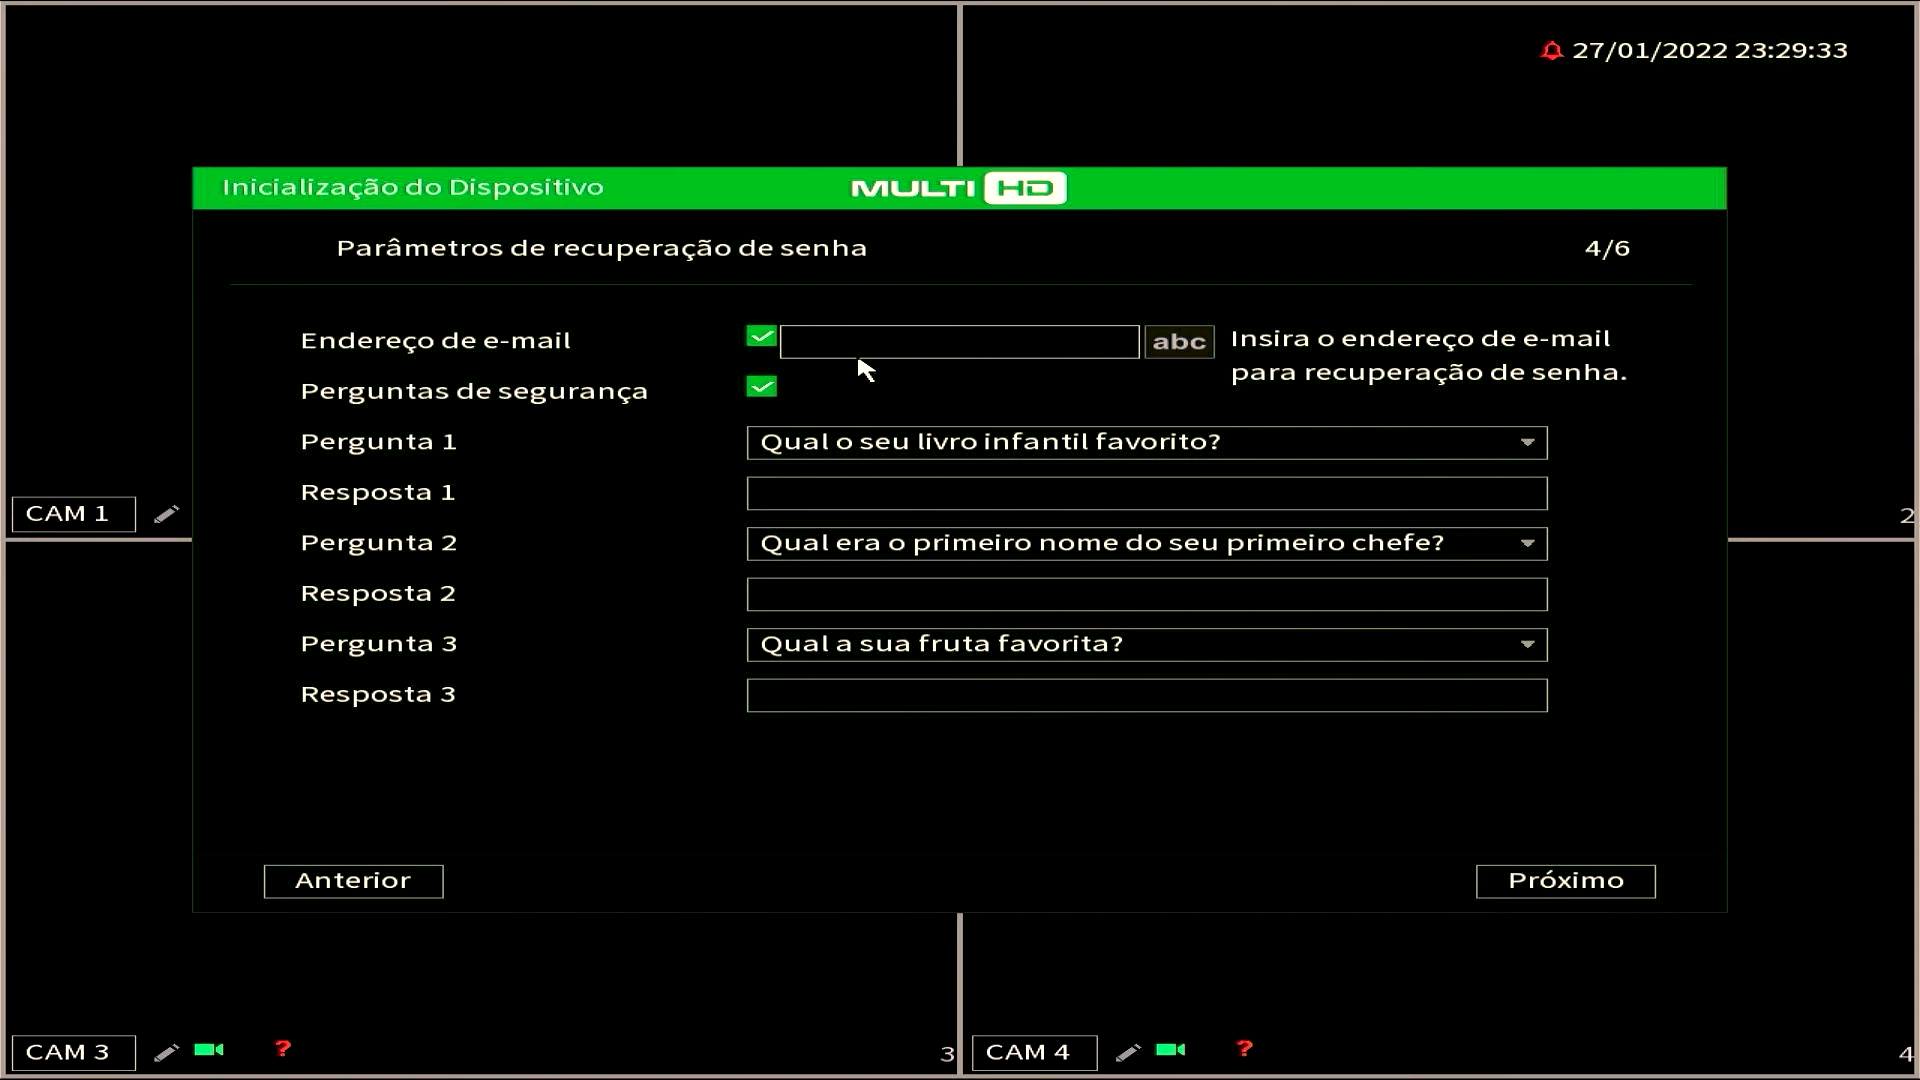 27/01/2022 23:29:33
Inicialização do Dispositivo
MULTI HD
Parâmetros de recuperação de senha
4/6
Endereço de e-mail
abc
Insira o endereço de e-mail
para recuperação de senha.
Perguntas de segurança
Pergunta 1
Qual o seu livro infantil favorito?
Resposta 1
CAM 1
2
Pergunta 2
Qual era o primeiro nome do seu primeiro chefe?
Resposta 2
Pergunta 3
Qual a sua fruta favorita?
Resposta 3
Anterior
Próximo
CAM 3
?
3
CAM 4
?
4